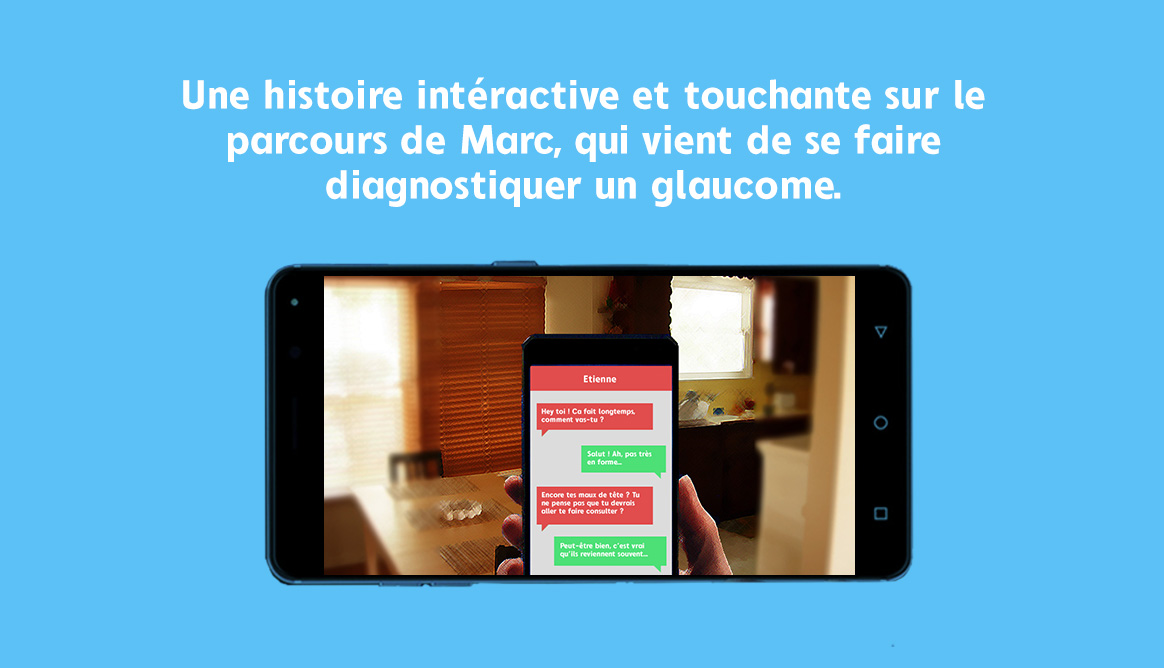 Une histoire intéractive et touchante sur le
parcours de Marc, qui vient de se faire
diagnostiquer un glaucome.
Etienne
Hey toi ! Ca fait longtemps,
comment vas-tu ?
Salut ! Ah, pas très
en forme...
Encore tes maux de tête ? Tu
ne pense pas que tu devrais
aller te faire consulter ?
Peut-être bien, c'est vrai
qu'ils reviennent souvent...